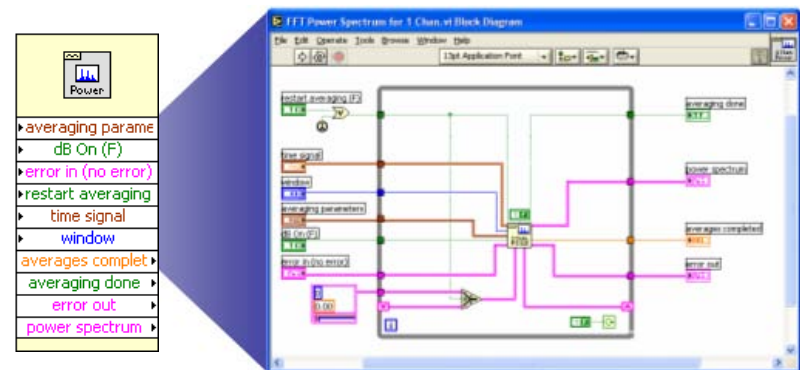 Power
averaging parame
dB On (F)
error in (no error)
restart averaging
time signal
window
averages complet
averaging done
error out
power spectrum
FFT Power Spectrum for 1 Chan.vi Block Diagram
File Edit Operate Tools Browse Window Help
13pt Application Font
restart averaging (F)
time signal
window
averaging parameters
dB On (F)
error in (no error)
0.00
averaging done
power spectrum
averages completed
error out
i